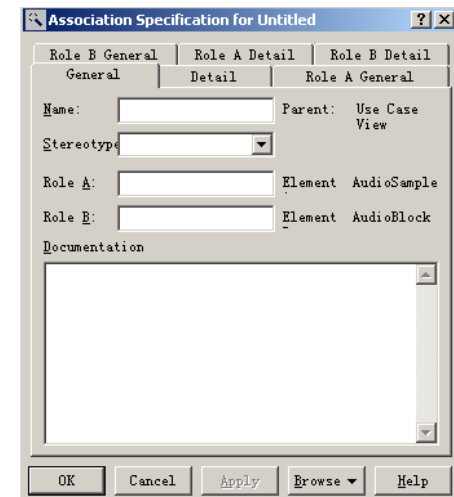 Association Specification for Untitled
Role B General Role A Detail Role B Detail
General Detail Role A General
Name: Parent: Use Case
View
Stereotype
Role A: Element AudioSample
Role B: Element AudioBlock
Documentation
OK Cancel Apply Browse Help